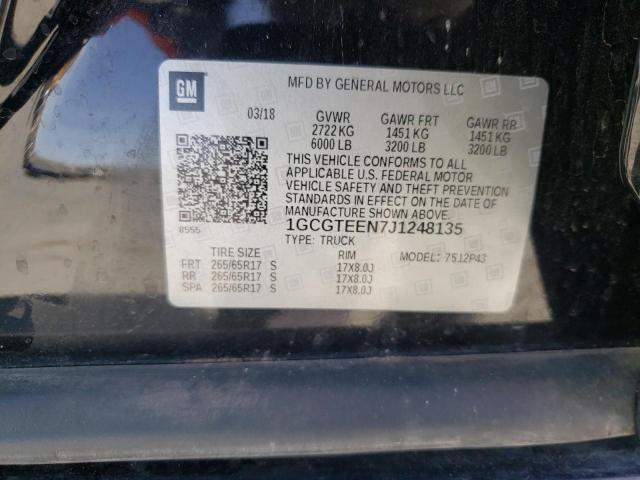 GM
MFD BY GENERAL MOTORS LLC
03/18 GVWR GAWR FRT GAWR RR
2722 KG 1451 KG 1451 KG
6000 LB 3200 LB 3200 LB
THIS VEHICLE CONFORMS TO ALL
APPLICABLE U.S. FEDERAL MOTOR
VEHICLE SAFETY AND THEFT PREVENTION
STANDARDS IN EFFECT ON THE DATE OF
MANUFACTURE SHOWN ABOVE.
8555 1GCGTEEN7J1248135
TYPE: TRUCK
TIRE SIZE RIM MODEL: 7512P43
FRT 265/65R17 S 17X8.0J
RR 265/65R17 S 17X8.0J
SPA 265/65R17 S 17X8.0J